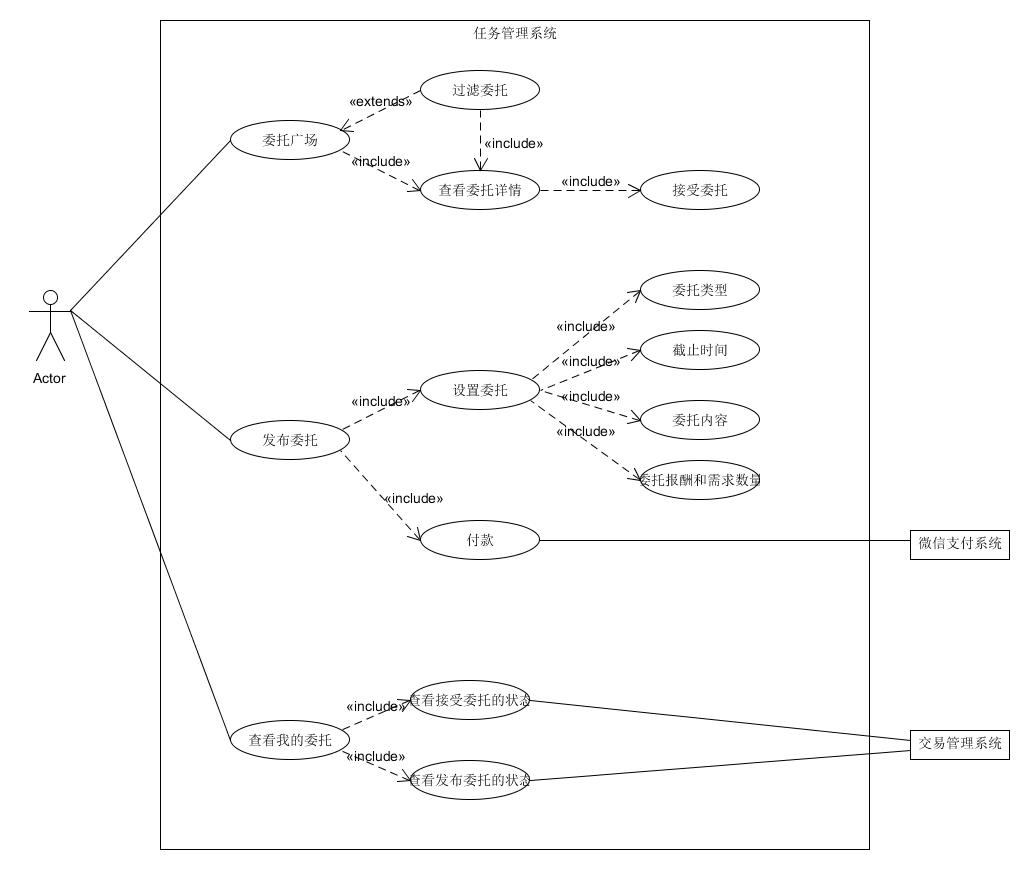 任务管理系统
过滤委托
«extends»
委托广场
«include»
«include»
查看委托详情
«include»
接受委托
Actor
委托类型
«include»
截止时间
«include»
设置委托
«include»
«include»
委托内容
«include»
发布委托
委托报酬和需求数量
«include»
付款
微信支付系统
查看接受委托的状态
«include»
查看我的委托
«include»
查看发布委托的状态
交易管理系统